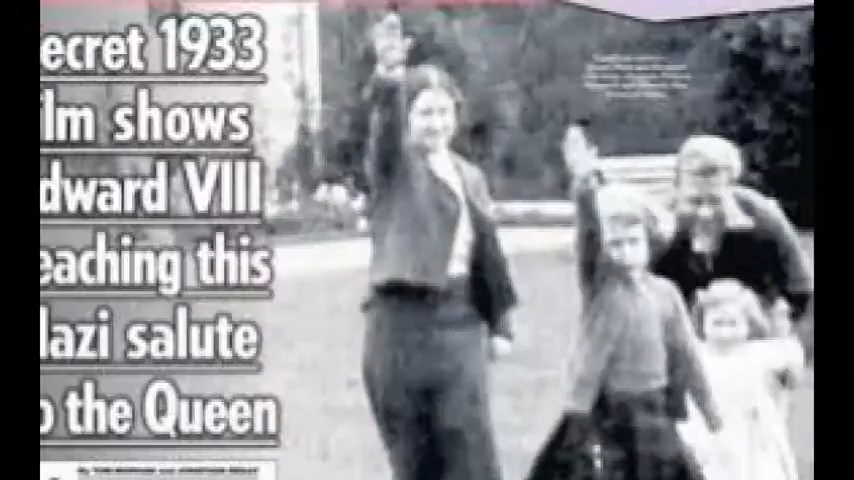 ecret 1933
lm shows
dward VIII
eaching this
lazi salute
o the Queen